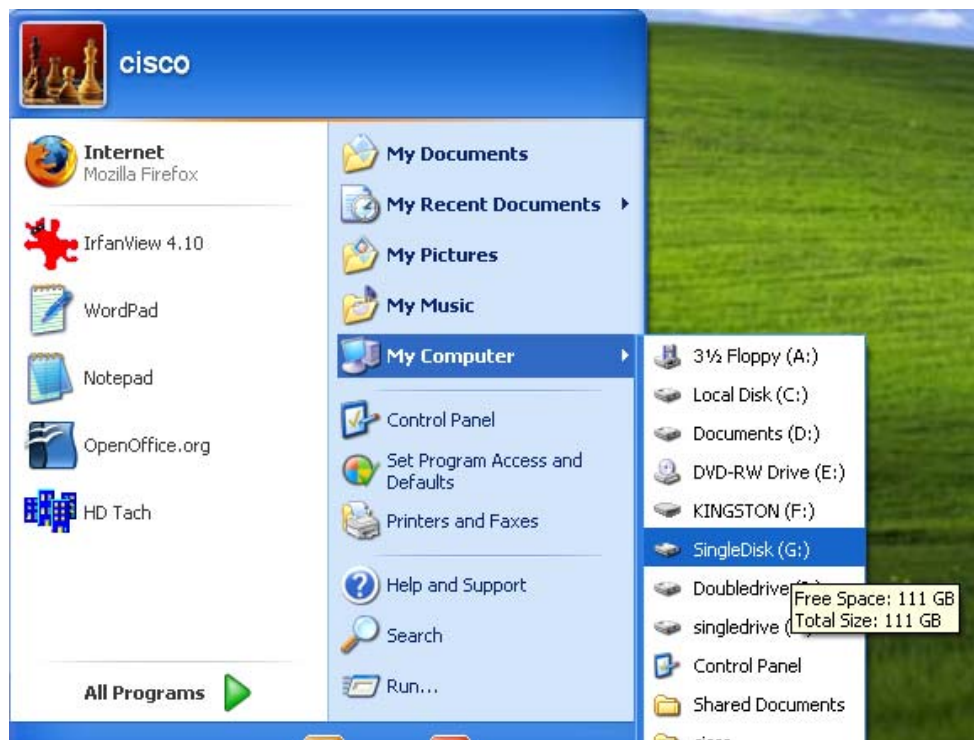 cisco
Internet
Mozilla Firefox
IrfanView 4.10
WordPad
Notepad
OpenOffice.org
HD Tach
All Programs
My Documents
My Recent Documents
My Pictures
My Music
My Computer
Control Panel
Set Program Access and
Defaults
Printers and Faxes
Help and Support
Search
Run...
3½ Floppy (A:)
Local Disk (C:)
Documents (D:)
DVD-RW Drive (E:)
KINGSTON (F:)
SingleDisk (G:)
Doubledrive
singledrive (
Control Panel
Shared Documents
Free Space: 111 GB
Total Size: 111 GB